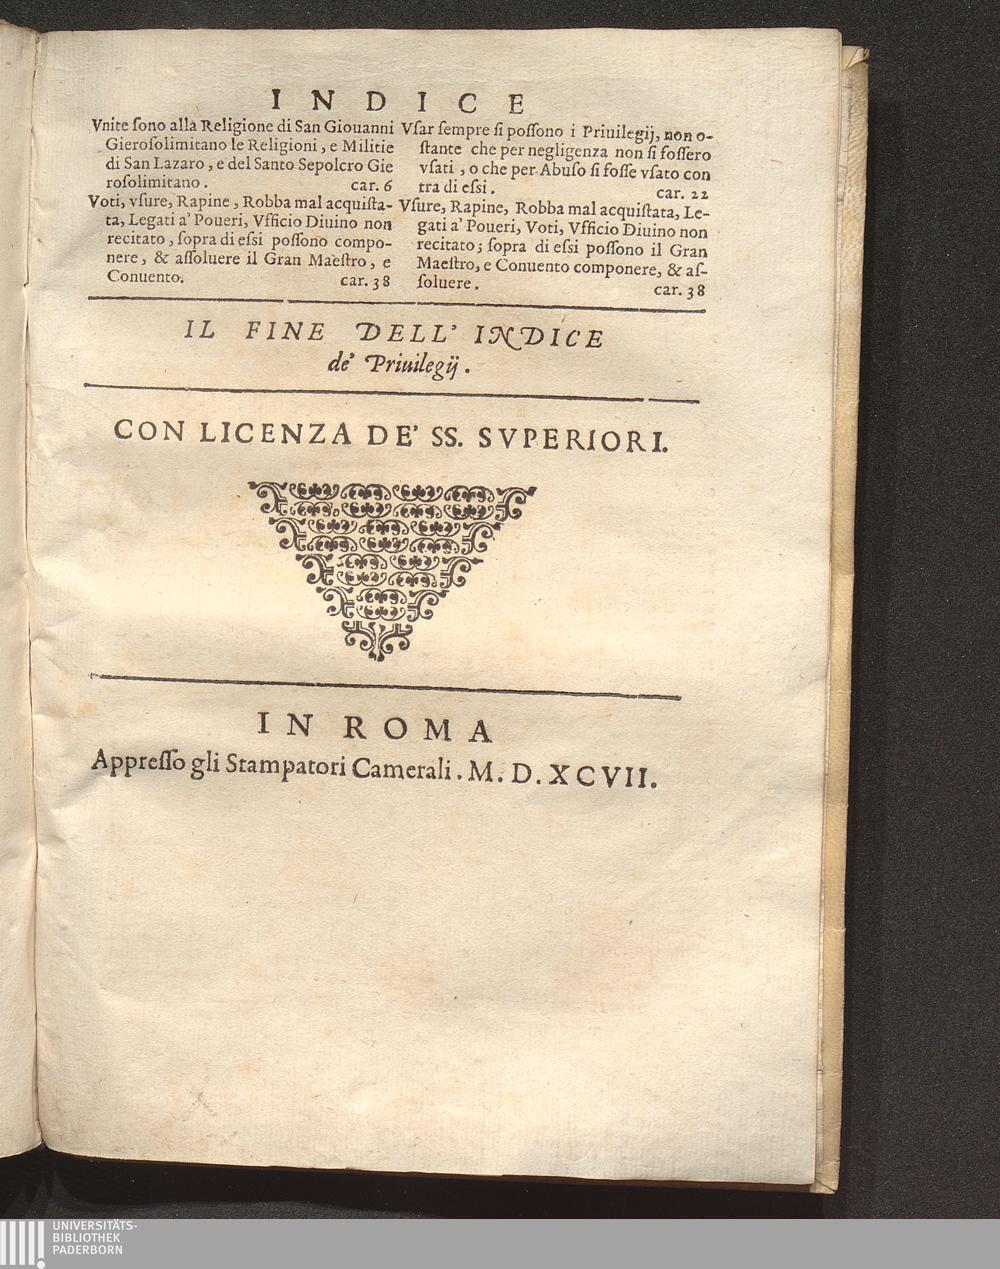 INDICE
Vnite ſono alla Religione di San Giouanni
Gieroſolimitano le Religioni, e Militie
di San Lazaro, e del Santo Sepolcro Gie
roſolimitano. car. 6
Voti, vſure, Rapine, Robba mal acquiſta-
ta, Legati a' Poueri, Vfficio Diuino non
recitato, ſopra di eſsi poſſono compo-
nere, & aſſoluere il Gran Maeſtro, e
Conuento. car. 38
Vſar ſempre ſi poſſono i Priuilegij, non o-
ſtante che per negligenza non ſi foſſero
vſati, o che per Abuſo ſi foſſe vſato con
tra di eſsi. car. 22
Vſure, Rapine, Robba mal acquiſtata, Le-
gati a' Poueri, Voti, Vfficio Diuino non
recitato; ſopra di eſsi poſſono il Gran
Maeſtro, e Conuento componere, & aſ-
ſoluere. car. 38
IL FINE DELL' INDICE
de' Priuilegij.
CON LICENZA DE' SS. SVPERIORI.
IN ROMA
Appreſſo gli Stampatori Camerali. M. D. XCVII.
UNIVERSITÄTS-
BIBLIOTHEK
PADERBORN